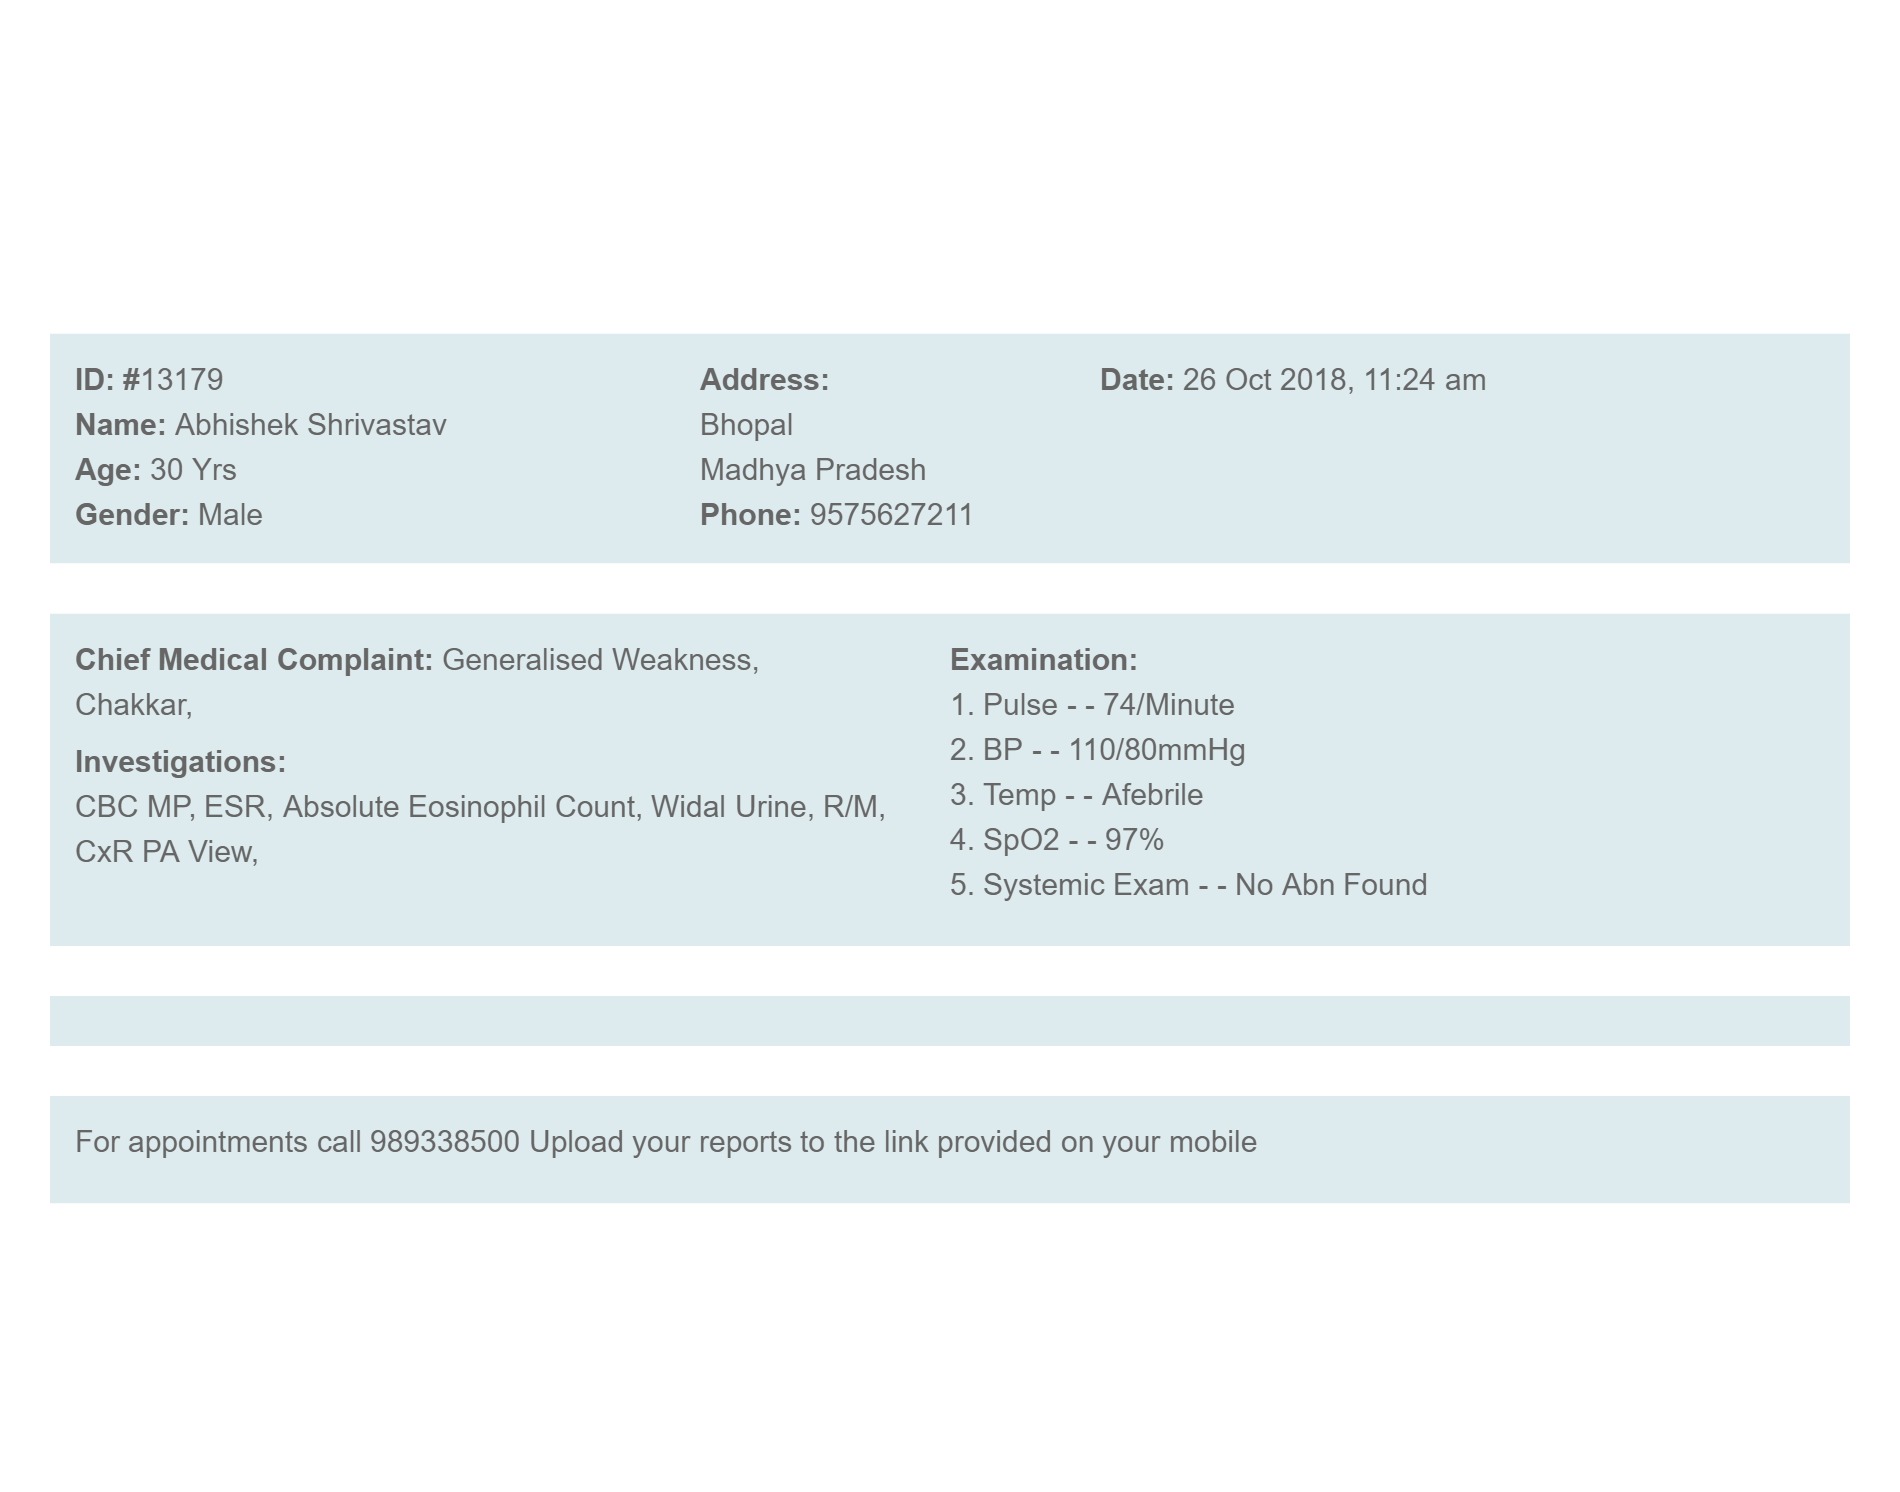 ID: #13179
Name: Abhishek Shrivastav
Age: 30 Yrs
Gender: Male
Address:
Bhopal
Madhya Pradesh
Phone: 9575627211
Date: 26 Oct 2018, 11:24 am
Chief Medical Complaint: Generalised Weakness,
Chakkar,
Investigations:
CBC MP, ESR, Absolute Eosinophil Count, Widal Urine, R/M,
CxR PA View,
Examination:
1. Pulse - - 74/Minute
2. BP - - 110/80mmHg
3. Temp - - Afebrile
4. SpO2 - - 97%
5. Systemic Exam - - No Abn Found
For appointments call 989338500 Upload your reports to the link provided on your mobile